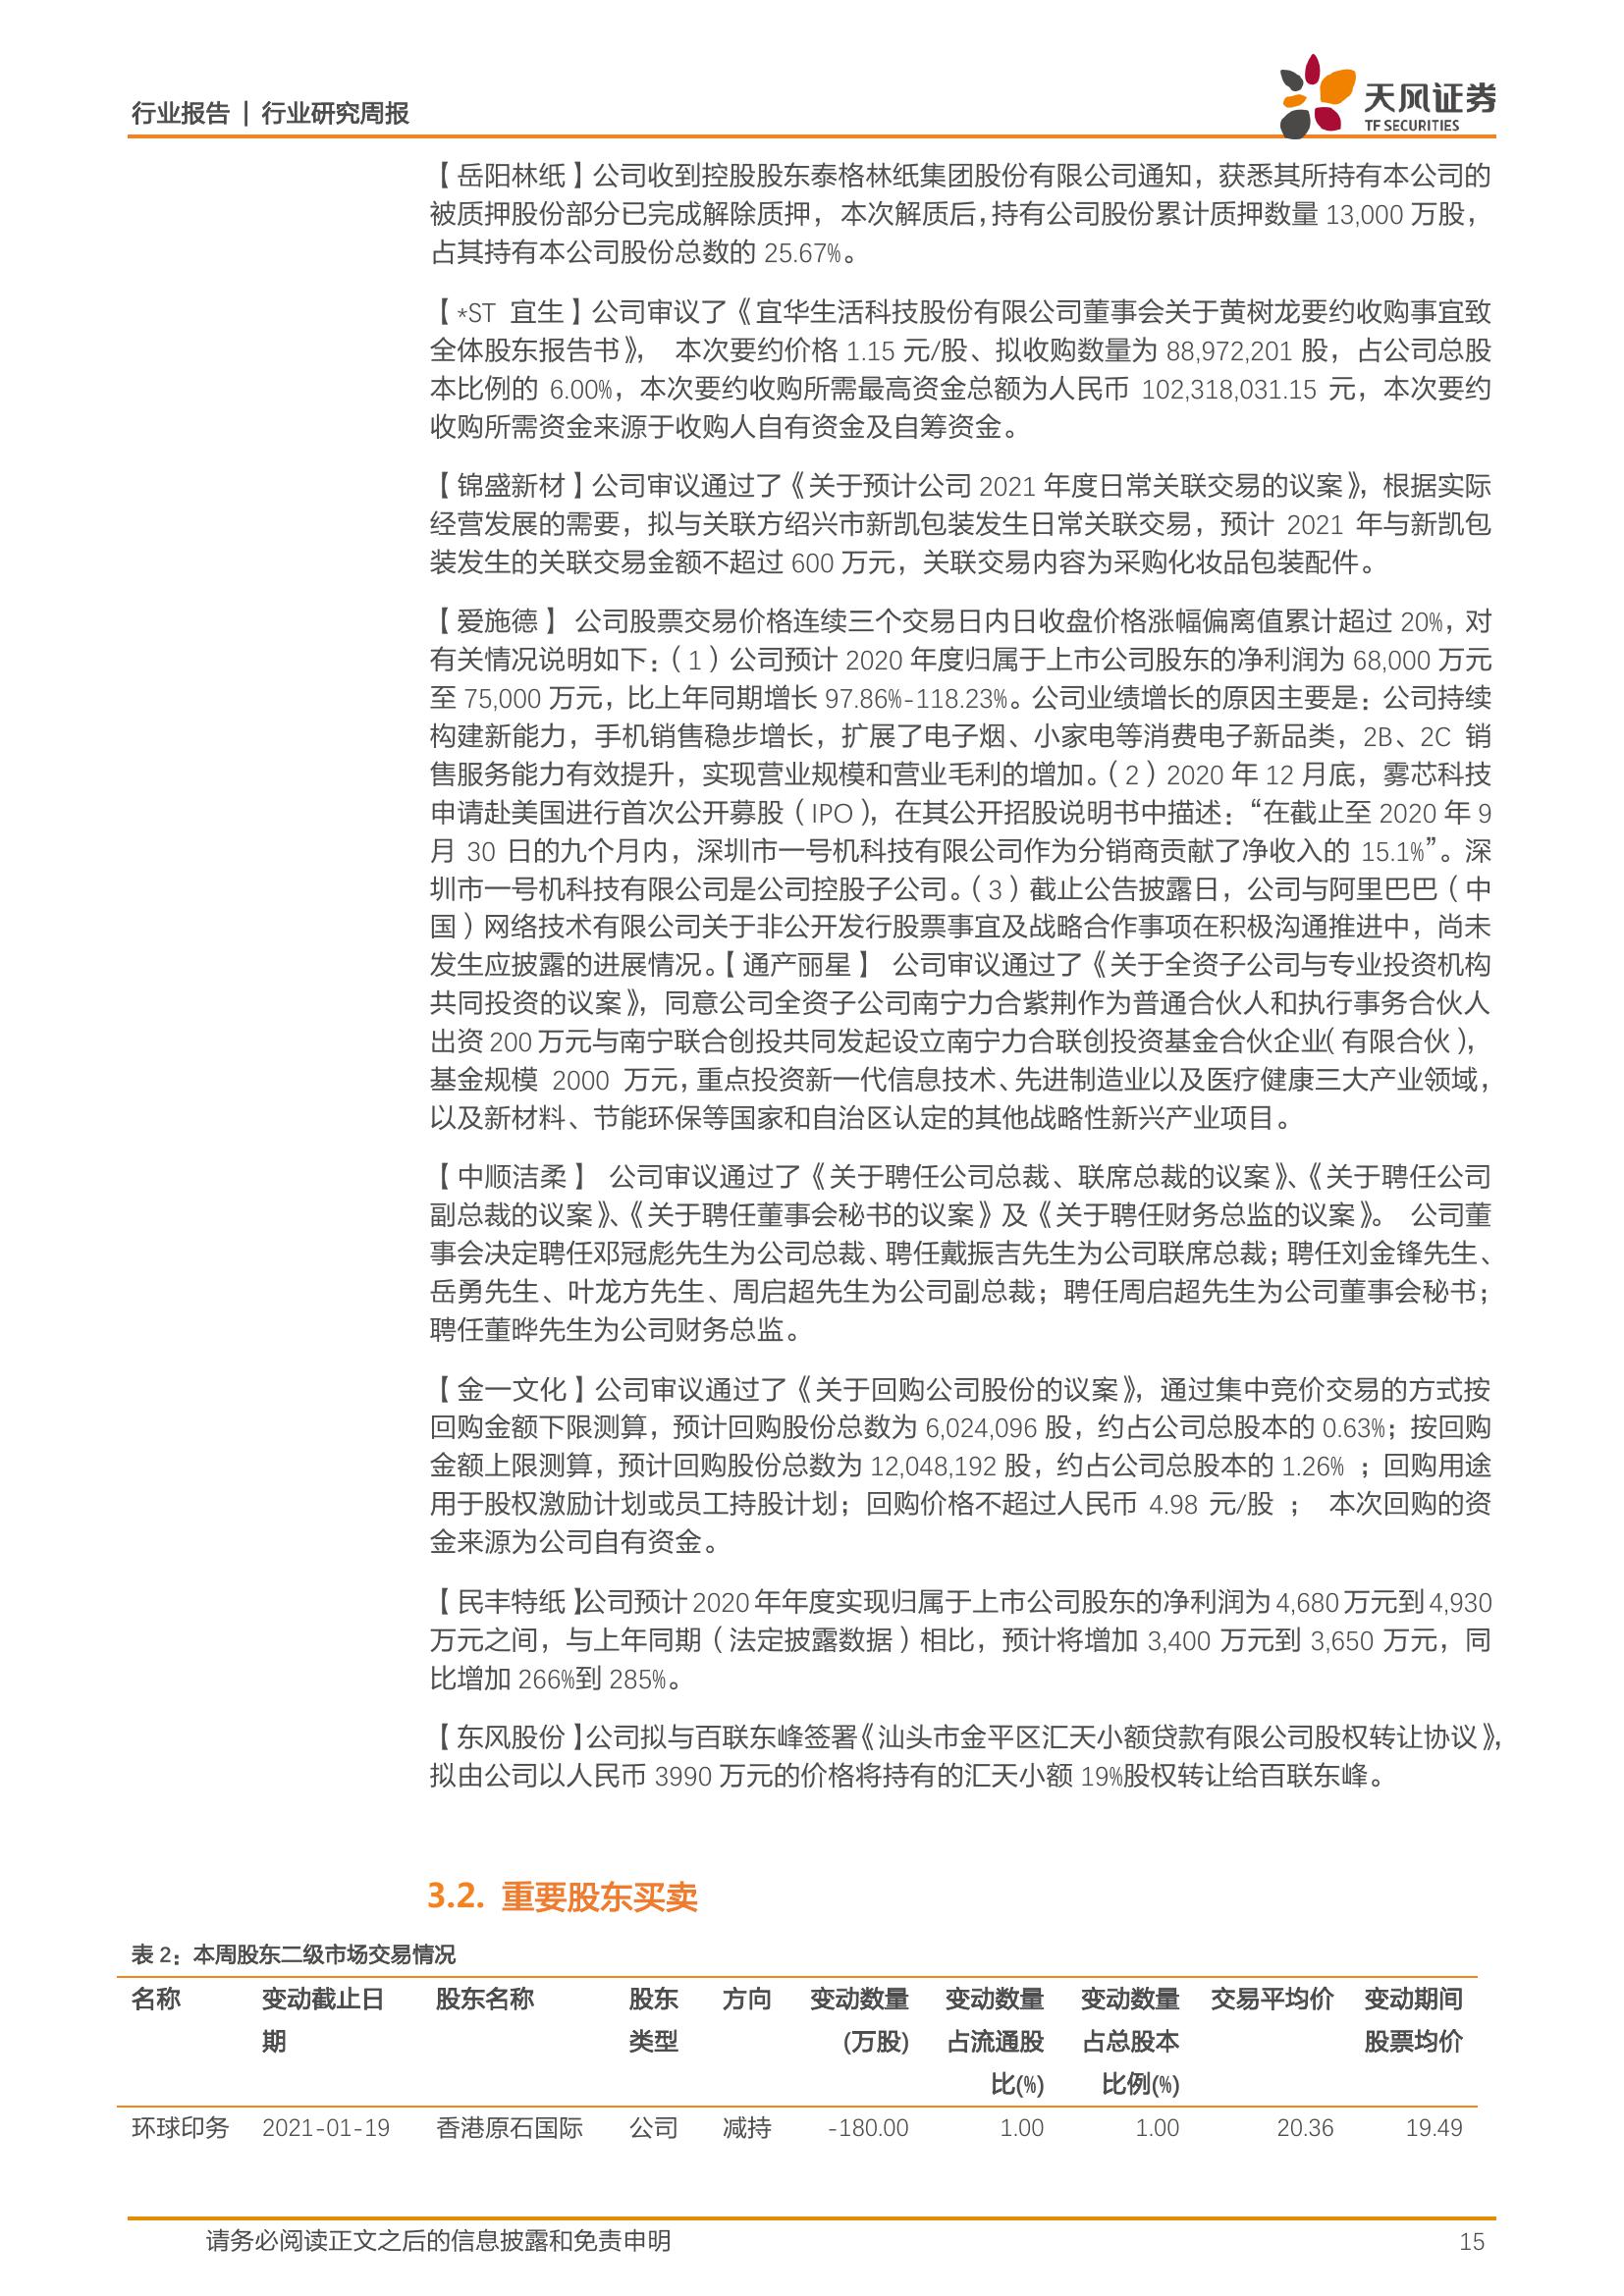 行业报告 | 行业研究周报
天风证券
TF SECURITIES
【岳阳林纸】公司收到控股股东泰格林纸集团股份有限公司通知，获悉其所持有本公司的
被质押股份部分已完成解除质押， 本次解质后，持有公司股份累计质押数量 13,000 万股，
占其持有本公司股份总数的 25.67%。
【*ST 宜生】公司审议了《宜华生活科技股份有限公司董事会关于黄树龙要约收购事宜致
全体股东报告书》， 本次要约价格 1.15 元/股、拟收购数量为 88,972,201 股，占公司总股
本比例的 6.00%，本次要约收购所需最高资金总额为人民币 102,318,031.15 元，本次要约
收购所需资金来源于收购人自有资金及自筹资金。
【锦盛新材】公司审议通过了《关于预计公司 2021 年度日常关联交易的议案》，根据实际
经营发展的需要，拟与关联方绍兴市新凯包装发生日常关联交易，预计 2021 年与新凯包
装发生的关联交易金额不超过 600 万元，关联交易内容为采购化妆品包装配件。
【爱施德】 公司股票交易价格连续三个交易日内日收盘价格涨幅偏离值累计超过 20%，对
有关情况说明如下：（1）公司预计 2020 年度归属于上市公司股东的净利润为 68,000 万元
至 75,000 万元，比上年同期增长 97.86%-118.23%。公司业绩增长的原因主要是：公司持续
构建新能力，手机销售稳步增长，扩展了电子烟、小家电等消费电子新品类，2B、2C 销
售服务能力有效提升，实现营业规模和营业毛利的增加。（2）2020 年 12 月底，雾芯科技
申请赴美国进行首次公开募股（IPO），在其公开招股说明书中描述：“在截止至 2020 年 9
月 30 日的九个月内，深圳市一号机科技有限公司作为分销商贡献了净收入的 15.1%”。深
圳市一号机科技有限公司是公司控股子公司。（3）截止公告披露日，公司与阿里巴巴（中
国）网络技术有限公司关于非公开发行股票事宜及战略合作事项在积极沟通推进中，尚未
发生应披露的进展情况。【通产丽星】 公司审议通过了《关于全资子公司与专业投资机构
共同投资的议案》，同意公司全资子公司南宁力合紫荆作为普通合伙人和执行事务合伙人
出资 200 万元与南宁联合创投共同发起设立南宁力合联创投资基金合伙企业（有限合伙），
基金规模 2000 万元，重点投资新一代信息技术、先进制造业以及医疗健康三大产业领域，
以及新材料、节能环保等国家和自治区认定的其他战略性新兴产业项目。
【中顺洁柔】 公司审议通过了《关于聘任公司总裁、联席总裁的议案》、《关于聘任公司
副总裁的议案》、《关于聘任董事会秘书的议案》及《关于聘任财务总监的议案》。 公司董
事会决定聘任邓冠彪先生为公司总裁、聘任戴振吉先生为公司联席总裁；聘任刘金锋先生、
岳勇先生、叶龙方先生、周启超先生为公司副总裁；聘任周启超先生为公司董事会秘书；
聘任董晔先生为公司财务总监。
【金一文化】公司审议通过了《关于回购公司股份的议案》，通过集中竞价交易的方式按
回购金额下限测算，预计回购股份总数为 6,024,096 股，约占公司总股本的 0.63%；按回购
金额上限测算，预计回购股份总数为 12,048,192 股，约占公司总股本的 1.26% ；回购用途
用于股权激励计划或员工持股计划；回购价格不超过人民币 4.98 元/股 ； 本次回购的资
金来源为公司自有资金。
【民丰特纸】公司预计 2020 年年度实现归属于上市公司股东的净利润为 4,680 万元到 4,930
万元之间，与上年同期（法定披露数据）相比，预计将增加 3,400 万元到 3,650 万元，同
比增加 266%到 285%。
【东风股份】公司拟与百联东峰签署《汕头市金平区汇天小额贷款有限公司股权转让协议》，
拟由公司以人民币 3990 万元的价格将持有的汇天小额 19%股权转让给百联东峰。
3.2. 重要股东买卖
表 2：本周股东二级市场交易情况
名称 变动截止日 股东名称 股东 方向 变动数量 变动数量 变动数量 交易平均价 变动期间
期 类型 (万股) 占流通股 占总股本 股票均价
比(%) 比例(%)
环球印务 2021-01-19 香港原石国际 公司 减持 -180.00 1.00 1.00 20.36 19.49
请务必阅读正文之后的信息披露和免责申明 15